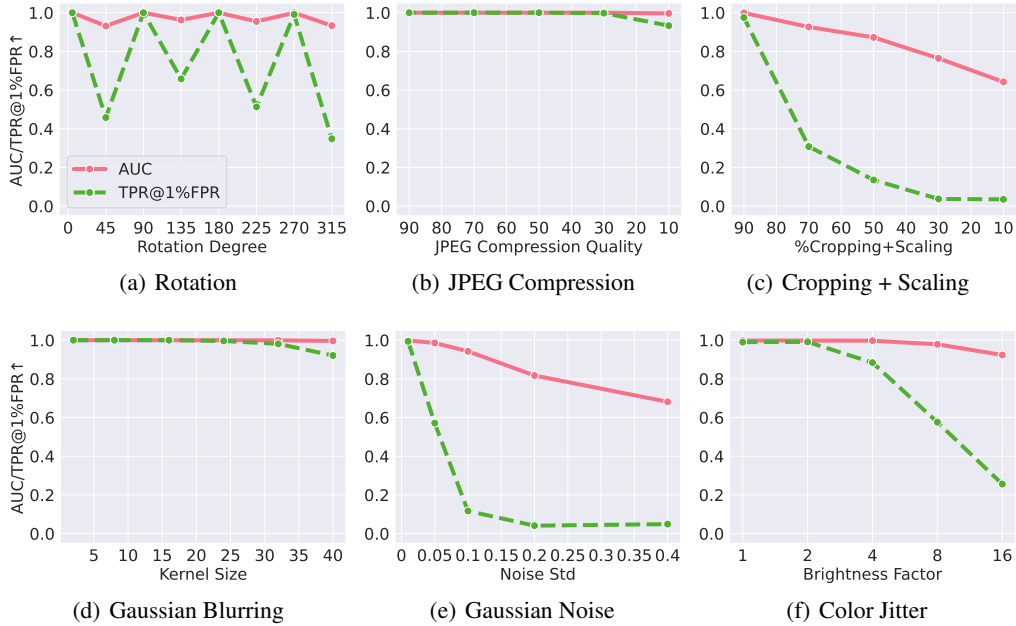 AUC/TPR@1%FPR↑
1.0
0.8
0.6
0.4
0.2
0.0
AUC
TPR@1%FPR
0 45 90 135 180 225 270 315
Rotation Degree
(a) Rotation
1.0
0.8
0.6
0.4
0.2
0.0
90 80 70 60 50 40 30 20 10
JPEG Compression Quality
(b) JPEG Compression
1.0
0.8
0.6
0.4
0.2
0.0
90 80 70 60 50 40 30 20 10
%Cropping+Scaling
(c) Cropping + Scaling
AUC/TPR@1%FPR↑
1.0
0.8
0.6
0.4
0.2
0.0
5 10 15 20 25 30 35 40
Kernel Size
(d) Gaussian Blurring
1.0
0.8
0.6
0.4
0.2
0.0
0 0.05 0.1 0.15 0.2 0.25 0.3 0.35 0.4
Noise Std
(e) Gaussian Noise
1.0
0.8
0.6
0.4
0.2
0.0
1 2 4 8 16
Brightness Factor
(f) Color Jitter